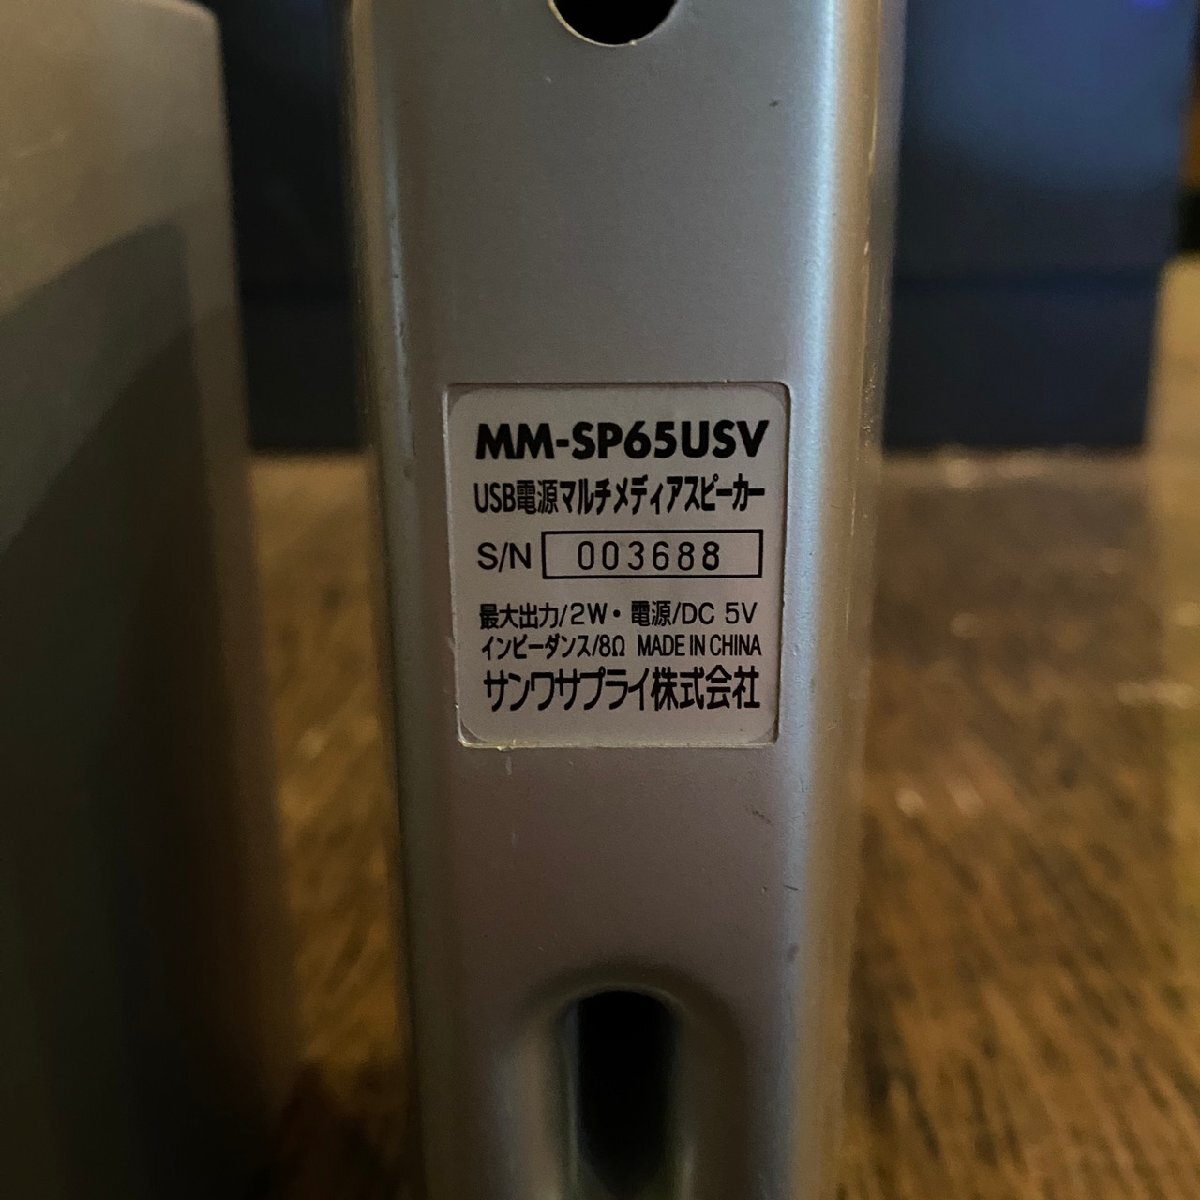 MM-SP65USV
USB電源マルチメディアスピーカー
S/N 003688
最大出力/2W・電源/DC 5V
インピーダンス/8Ω MADE IN CHINA
サンワサプライ株式会社